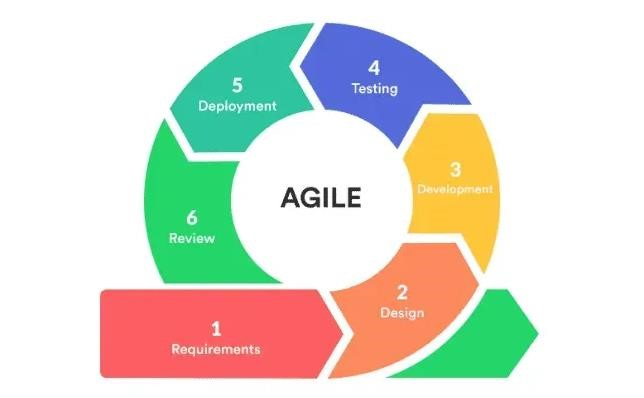 5
Deployment
4
Testing
3
Development
AGILE
6
Review
2
Design
1
Requirements